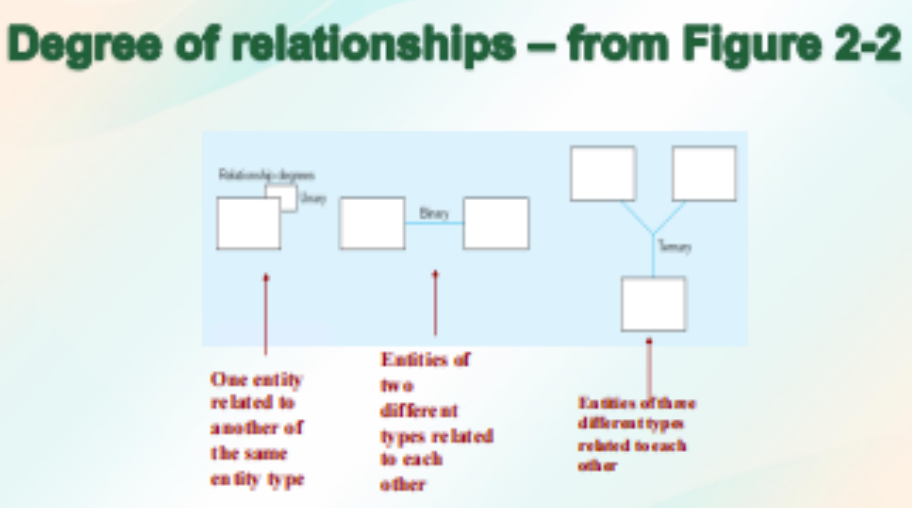 Degree of relationships – from Figure 2-2
Relationship degrees
Unary
Binary
Ternary
One entity
related to
another of
the same
entity type
Entities of
two
different
types related
to each
other
Entities of three
different types
related to each
other